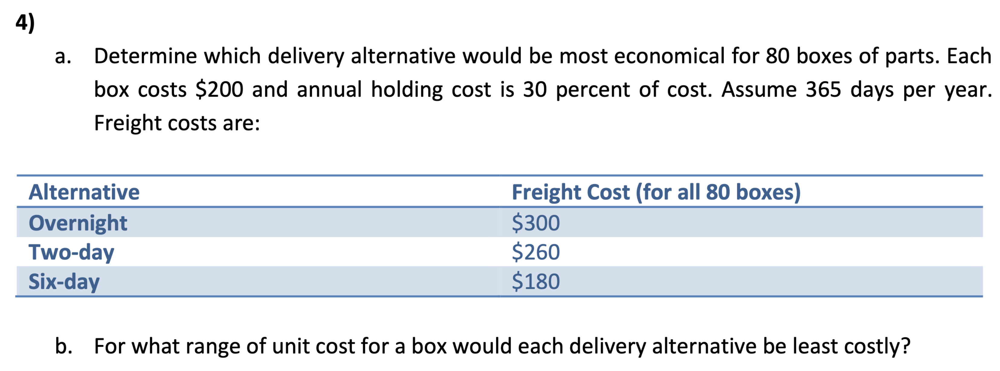 4)
a. Determine which delivery alternative would be most economical for 80 boxes of parts. Each
box costs $200 and annual holding cost is 30 percent of cost. Assume 365 days per year.
Freight costs are:
Alternative Freight Cost (for all 80 boxes)
Overnight $300
Two-day $260
Six-day $180
b. For what range of unit cost for a box would each delivery alternative be least costly?